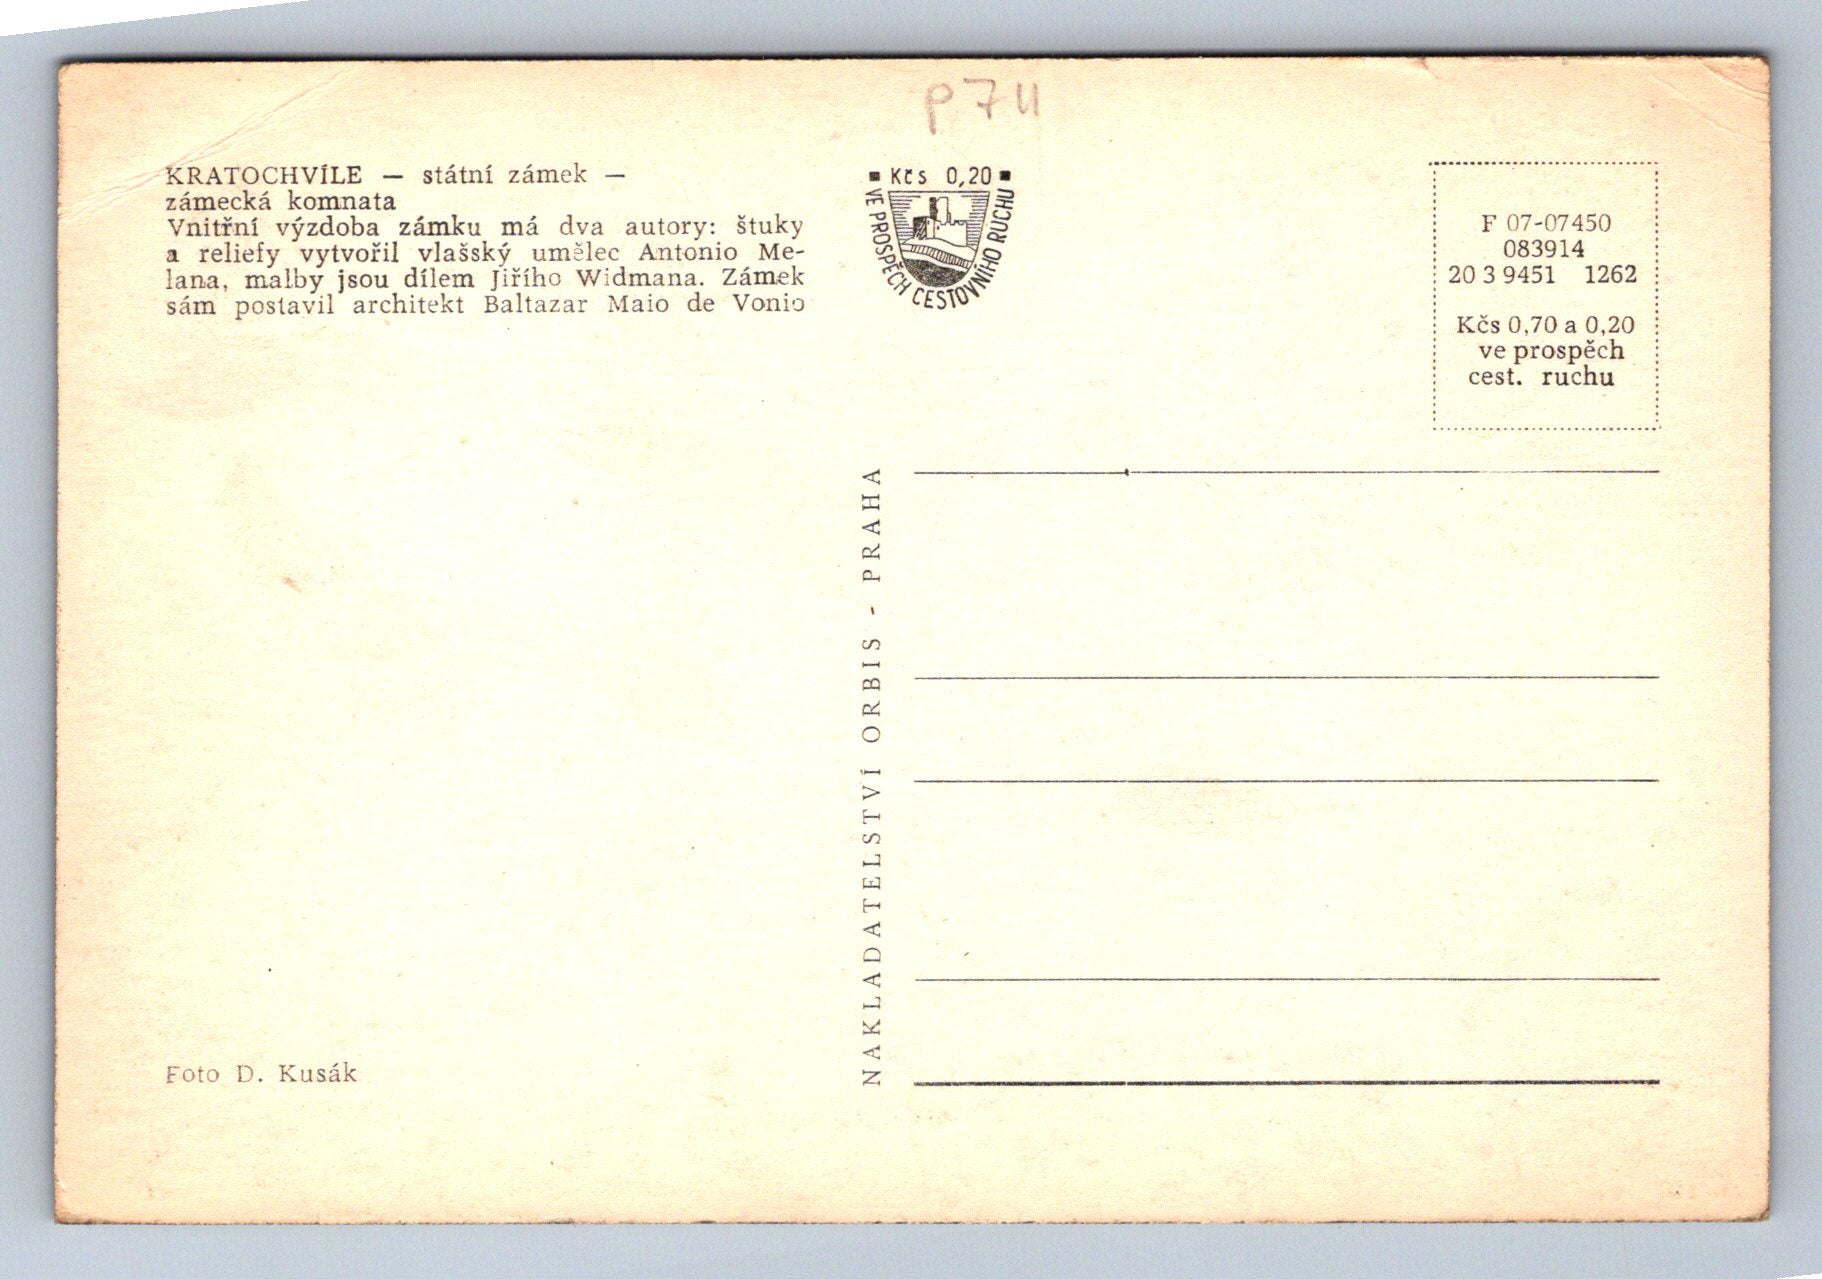 P 711
KRATOCHVÍLE — státní zámek —
zámecká komnata
Vnitřní výzdoba zámku má dva autory: štuky
a reliefy vytvořil vlašský umělec Antonio Me-
lana, malby jsou dílem Jiřího Widmana. Zámek
sám postavil architekt Baltazar Maio de Vonio
Foto D. Kusák
▪ Kčs 0,20 ▪
VE PROSPĚCH CESTOVNÍHO RUCHU
NAKLADATELSTVÍ ORBIS - PRAHA
F 07-07450
083914
20 3 9451 1262
Kčs 0,70 a 0,20
ve prospěch
cest. ruchu